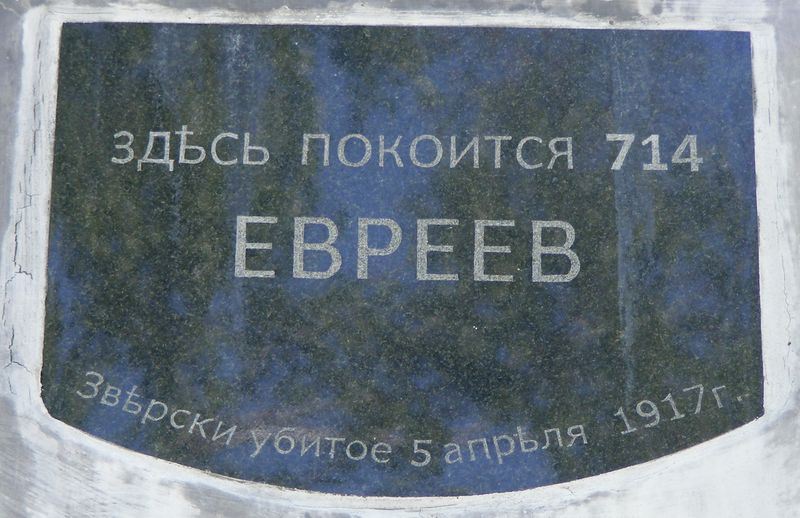 здѣсь покоится 714
ЕВРЕЕВ
Звѣрски убитое 5 апрѣля 1917г..